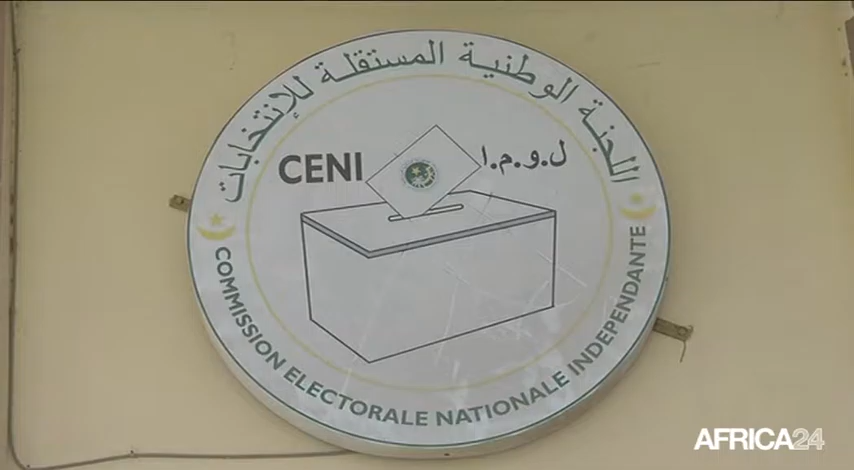 اللجنة الوطنية المستقلة للإنتخابات
CENI
ل.و.م.ا.
COMMISSION ELECTORALE NATIONALE INDEPENDANTE
AFRICA24